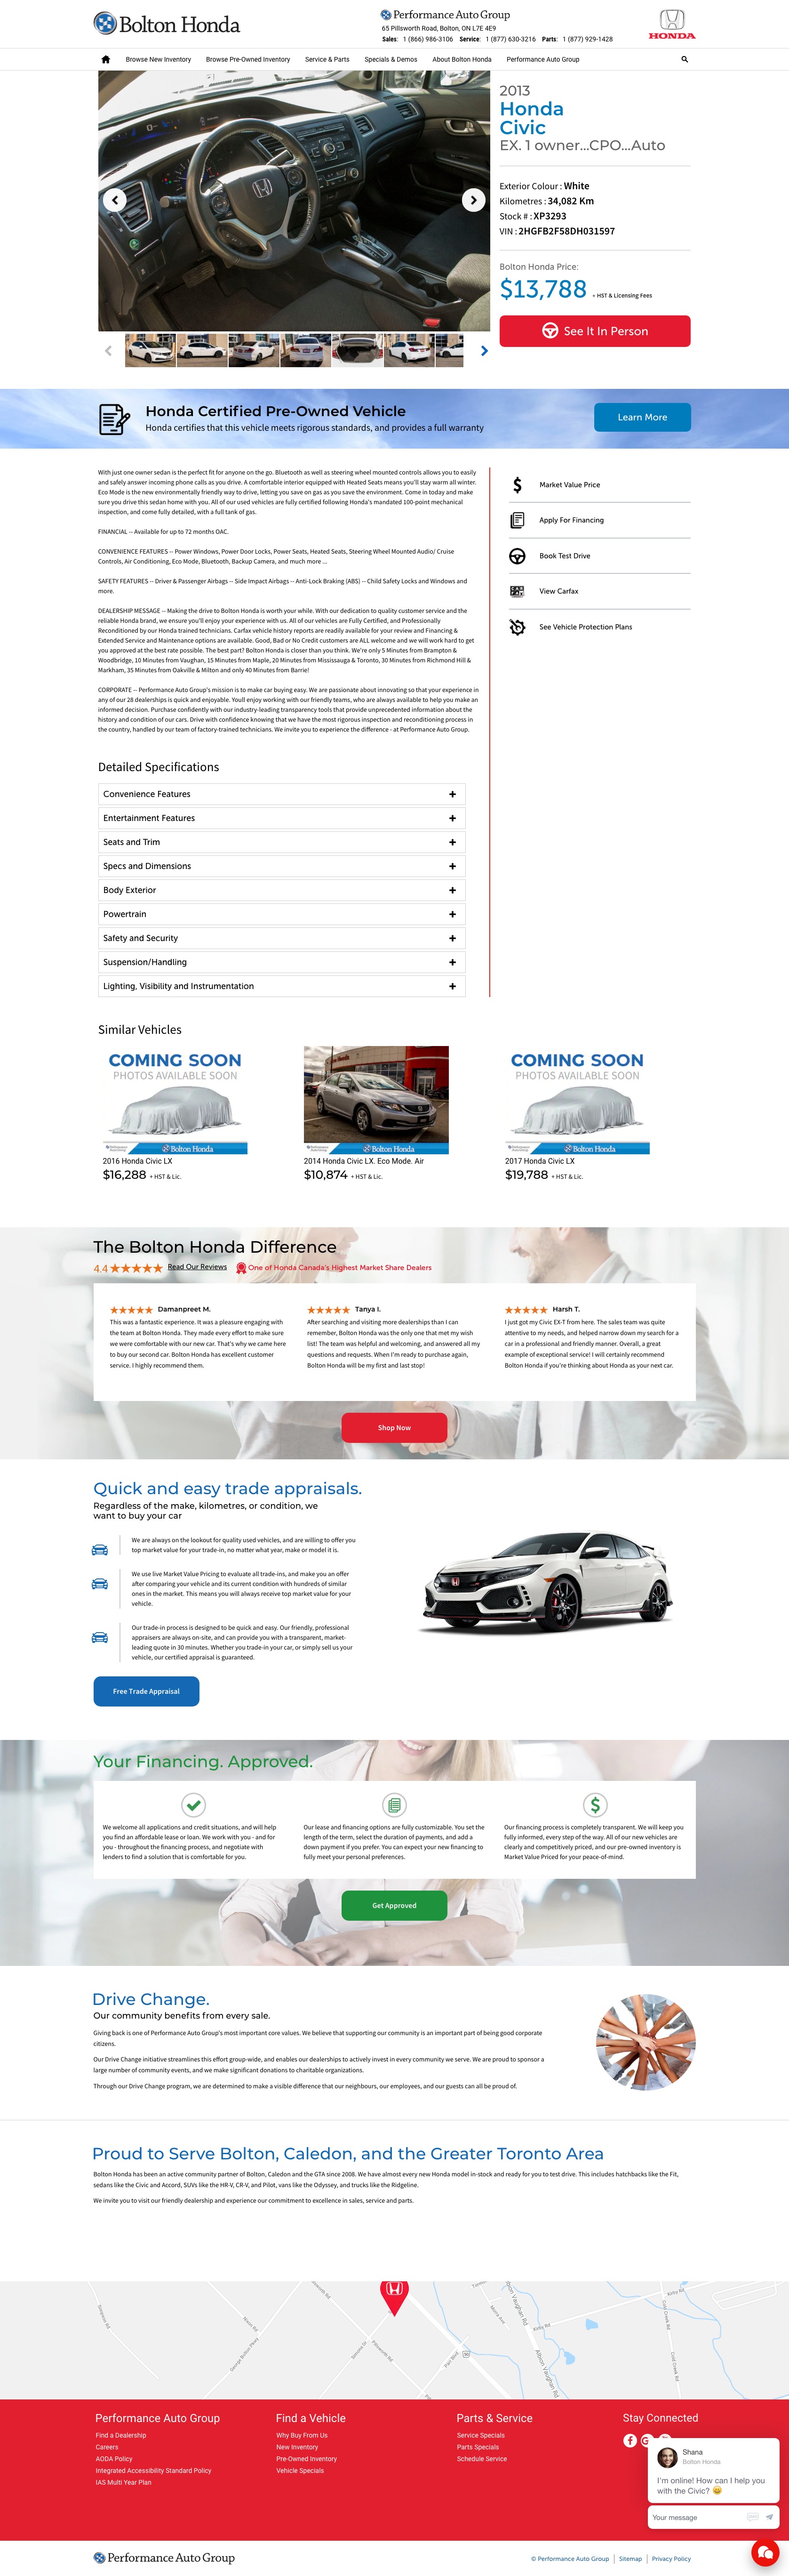 Bolton Honda
Performance Auto Group
65 Pillsworth Road, Bolton, ON L7E 4E9
Sales: 1 (866) 986-3106 Service: 1 (877) 630-3216 Parts: 1 (877) 929-1428
HONDA
Browse New Inventory Browse Pre-Owned Inventory Service & Parts Specials & Demos About Bolton Honda Performance Auto Group
2013
Honda
Civic
EX. 1 owner...CPO...Auto
Exterior Colour : White
Kilometres : 34,082 Km
Stock # : XP3293
VIN : 2HGFB2F58DH031597
Bolton Honda Price:
$13,788 + HST & Licensing Fees
See It In Person
Honda Certified Pre-Owned Vehicle
Honda certifies that this vehicle meets rigorous standards, and provides a full warranty
Learn More
With just one owner sedan is the perfect fit for anyone on the go. Bluetooth as well as steering wheel mounted controls allows you to easily
and safely answer incoming phone calls as you drive. A comfortable interior equipped with Heated Seats means you'll stay warm all winter.
Eco Mode is the new environmentally friendly way to drive, letting you save on gas as you save the environment. Come in today and make
sure you drive this sedan home with you. All of our used vehicles are fully certified following Honda's mandated 100-point mechanical
inspection, and come fully detailed, with a full tank of gas.
FINANCIAL -- Available for up to 72 months OAC.
CONVENIENCE FEATURES -- Power Windows, Power Door Locks, Power Seats, Heated Seats, Steering Wheel Mounted Audio/ Cruise
Controls, Air Conditioning, Eco Mode, Bluetooth, Backup Camera, and much more ...
SAFETY FEATURES -- Driver & Passenger Airbags -- Side Impact Airbags -- Anti-Lock Braking (ABS) -- Child Safety Locks and Windows and
more.
DEALERSHIP MESSAGE -- Making the drive to Bolton Honda is worth your while. With our dedication to quality customer service and the
reliable Honda brand, we ensure you'll enjoy your experience with us. All of our vehicles are Fully Certified, and Professionally
Reconditioned by our Honda trained technicians. Carfax vehicle history reports are readily available for your review and Financing &
Extended Service and Maintenance options are available. Good, Bad or No Credit customers are ALL welcome and we will work hard to get
you approved at the best rate possible. The best part? Bolton Honda is closer than you think. We're only 5 Minutes from Brampton &
Woodbridge, 10 Minutes from Vaughan, 15 Minutes from Maple, 20 Minutes from Mississauga & Toronto, 30 Minutes from Richmond Hill &
Markham, 35 Minutes from Oakville & Milton and only 40 Minutes from Barrie!
CORPORATE -- Performance Auto Group's mission is to make car buying easy. We are passionate about innovating so that your experience in
any of our 28 dealerships is quick and enjoyable. Youll enjoy working with our friendly teams, who are always available to help you make an
informed decision. Purchase confidently with our industry-leading transparency tools that provide unprecedented information about the
history and condition of our cars. Drive with confidence knowing that we have the most rigorous inspection and reconditioning process in
the country, handled by our team of factory-trained technicians. We invite you to experience the difference - at Performance Auto Group.
Market Value Price
Apply For Financing
Book Test Drive
View Carfax
See Vehicle Protection Plans
Detailed Specifications
Convenience Features
Entertainment Features
Seats and Trim
Specs and Dimensions
Body Exterior
Powertrain
Safety and Security
Suspension/Handling
Lighting, Visibility and Instrumentation
Similar Vehicles
COMING SOON
PHOTOS AVAILABLE SOON
Bolton Honda
2016 Honda Civic LX
$16,288 + HST & Lic.
Bolton Honda
2014 Honda Civic LX. Eco Mode. Air
$10,874 + HST & Lic.
COMING SOON
PHOTOS AVAILABLE SOON
Bolton Honda
2017 Honda Civic LX
$19,788 + HST & Lic.
The Bolton Honda Difference
4.4 Read Our Reviews One of Honda Canada's Highest Market Share Dealers
Damanpreet M.
This was a fantastic experience. It was a pleasure engaging with
the team at Bolton Honda. They made every effort to make sure
we were comfortable with our new car. That's why we came here
to buy our second car. Bolton Honda has excellent customer
service. I highly recommend them.
Tanya I.
After searching and visiting more dealerships than I can
remember, Bolton Honda was the only one that met my wish
list! The team was helpful and welcoming, and answered all my
questions and requests. When I'm ready to purchase again,
Bolton Honda will be my first and last stop!
Harsh T.
I just got my Civic EX-T from here. The sales team was quite
attentive to my needs, and helped narrow down my search for a
car in a professional and friendly manner. Overall, a great
example of exceptional service! I will certainly recommend
Bolton Honda if you're thinking about Honda as your next car.
Shop Now
Quick and easy trade appraisals.
Regardless of the make, kilometres, or condition, we
want to buy your car
We are always on the lookout for quality used vehicles, and are willing to offer you
top market value for your trade-in, no matter what year, make or model it is.
We use live Market Value Pricing to evaluate all trade-ins, and make you an offer
after comparing your vehicle and its current condition with hundreds of similar
ones in the market. This means you will always receive top market value for your
vehicle.
Our trade-in process is designed to be quick and easy. Our friendly, professional
appraisers are always on-site, and can provide you with a transparent, market-
leading quote in 30 minutes. Whether you trade-in your car, or simply sell us your
vehicle, our certified appraisal is guaranteed.
Free Trade Appraisal
Your Financing. Approved.
We welcome all applications and credit situations, and will help
you find an affordable lease or loan. We work with you - and for
you - throughout the financing process, and negotiate with
lenders to find a solution that is comfortable for you.
Our lease and financing options are fully customizable. You set the
length of the term, select the duration of payments, and add a
down payment if you prefer. You can expect your new financing to
fully meet your personal preferences.
Our financing process is completely transparent. We will keep you
fully informed, every step of the way. All of our new vehicles are
clearly and competitively priced, and our pre-owned inventory is
Market Value Priced for your peace-of-mind.
Get Approved
Drive Change.
Our community benefits from every sale.
Giving back is one of Performance Auto Group's most important core values. We believe that supporting our community is an important part of being good corporate
citizens.
Our Drive Change initiative streamlines this effort group-wide, and enables our dealerships to actively invest in every community we serve. We are proud to sponsor a
large number of community events, and we make significant donations to charitable organizations.
Through our Drive Change program, we are determined to make a visible difference that our neighbours, our employees, and our guests can all be proud of.
Proud to Serve Bolton, Caledon, and the Greater Toronto Area
Bolton Honda has been an active community partner of Bolton, Caledon and the GTA since 2008. We have almost every new Honda model in-stock and ready for you to test drive. This includes hatchbacks like the Fit,
sedans like the Civic and Accord, SUVs like the HR-V, CR-V, and Pilot, vans like the Odyssey, and trucks like the Ridgeline.
We invite you to visit our friendly dealership and experience our commitment to excellence in sales, service and parts.
Kirby Rd
Albion Vaughan Rd
Cold Creek Rd
Performance Auto Group
Find a Dealership
Careers
AODA Policy
Integrated Accessibility Standard Policy
IAS Multi Year Plan
Find a Vehicle
Why Buy From Us
New Inventory
Pre-Owned Inventory
Vehicle Specials
Parts & Service
Service Specials
Parts Specials
Schedule Service
Stay Connected
Shana
Bolton Honda
I'm online! How can I help you
with the Civic? 😄
Your message
Performance Auto Group
© Performance Auto Group Sitemap Privacy Policy